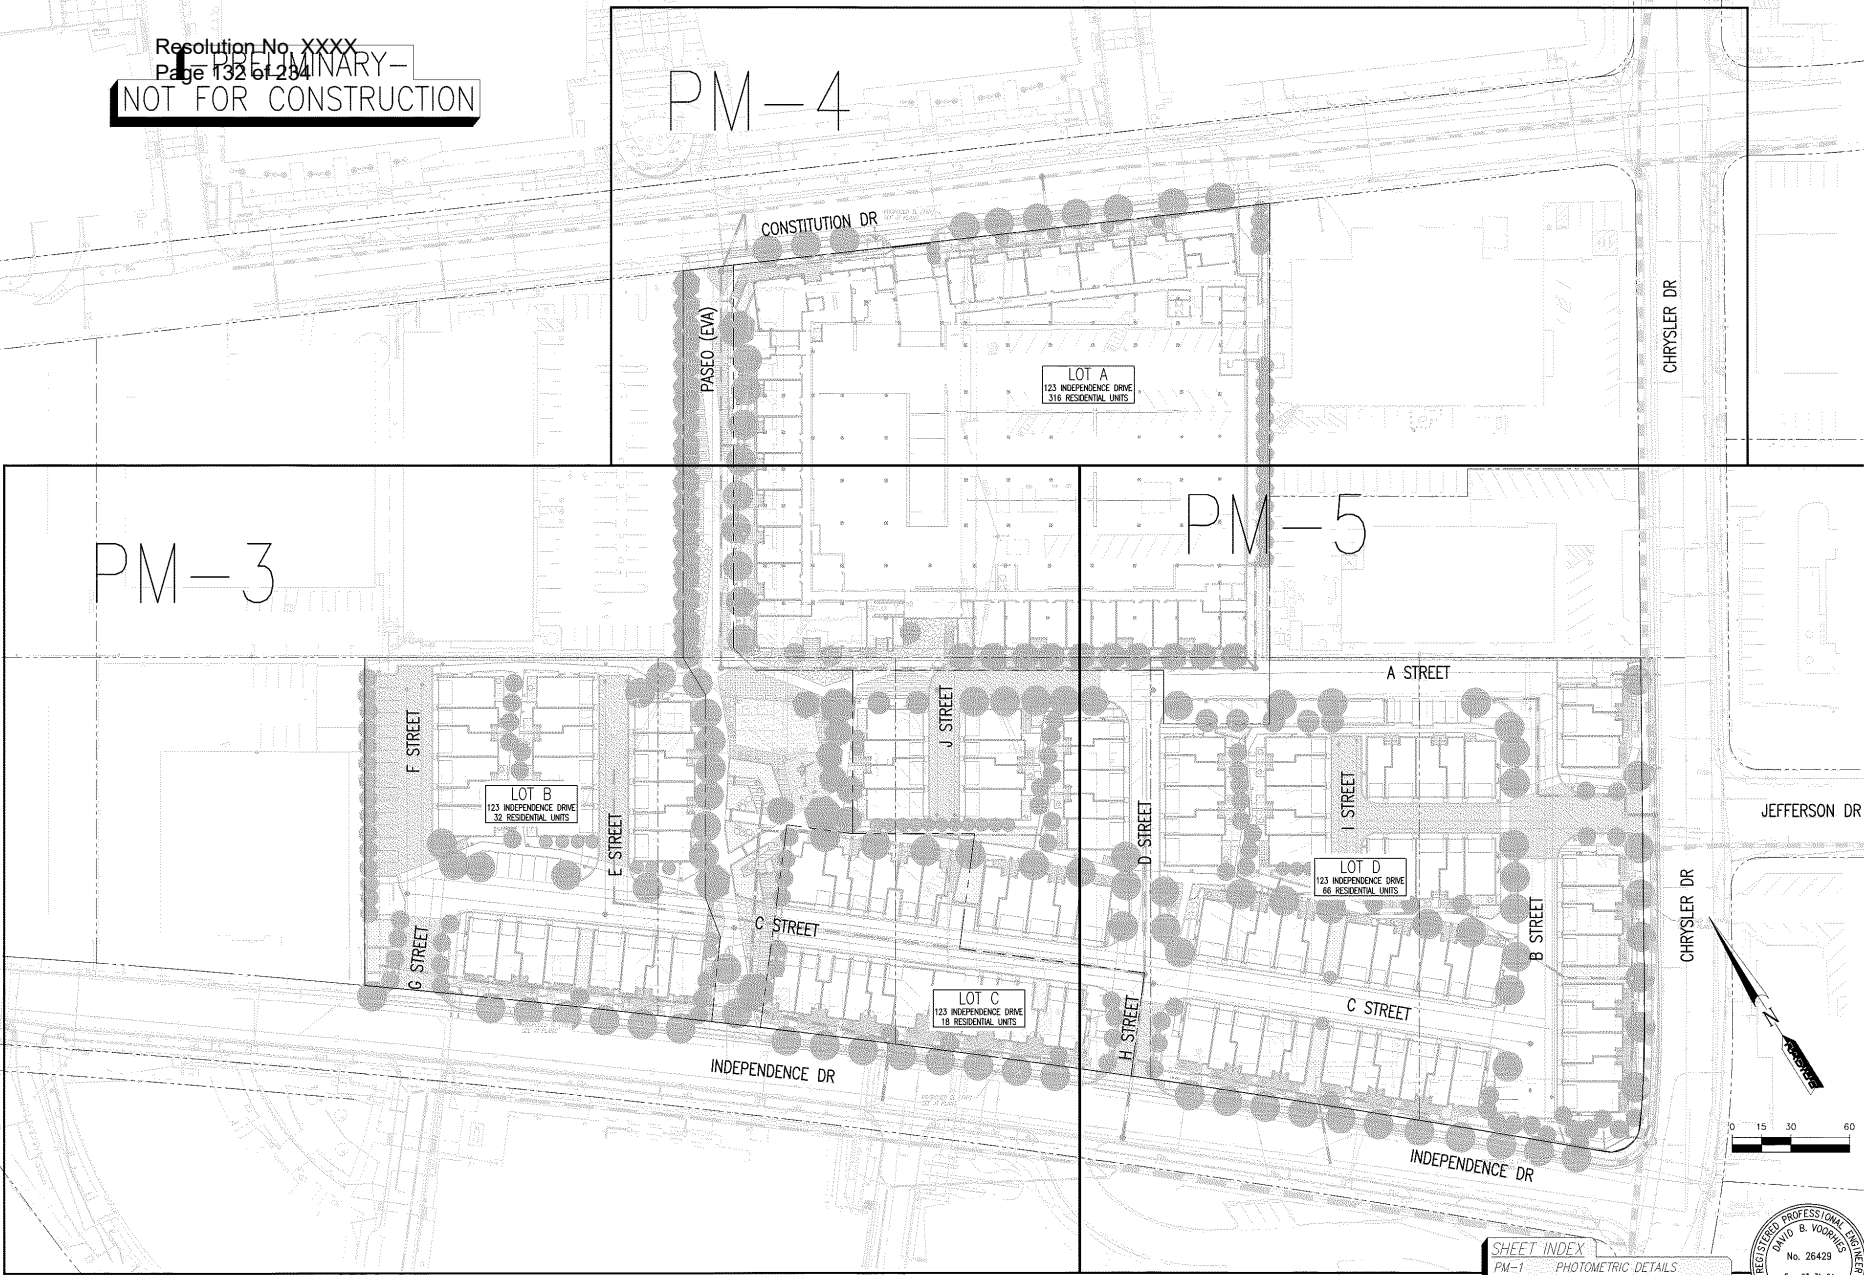 Resolution No. XXXX
Page 132 of 234
-PRELIMINARY-
NOT FOR CONSTRUCTION
PM-4
CONSTITUTION DR
PASEO (EVA)
CHRYSLER DR
LOT A
123 INDEPENDENCE DRIVE
316 RESIDENTIAL UNITS
PM-3
PM-5
A STREET
F STREET
J STREET
LOT B
123 INDEPENDENCE DRIVE
32 RESIDENTIAL UNITS
E STREET
D STREET
I STREET
JEFFERSON DR
LOT D
123 INDEPENDENCE DRIVE
66 RESIDENTIAL UNITS
C STREET
G STREET
B STREET
CHRYSLER DR
LOT C
123 INDEPENDENCE DRIVE
18 RESIDENTIAL UNITS
H STREET
C STREET
N
INDEPENDENCE DR
INDEPENDENCE DR
0 15 30 60
SHEET INDEX
PM-1 PHOTOMETRIC DETAILS
REGISTERED PROFESSIONAL ENGINEER
DAVID B. VOORHIES
No. 26429